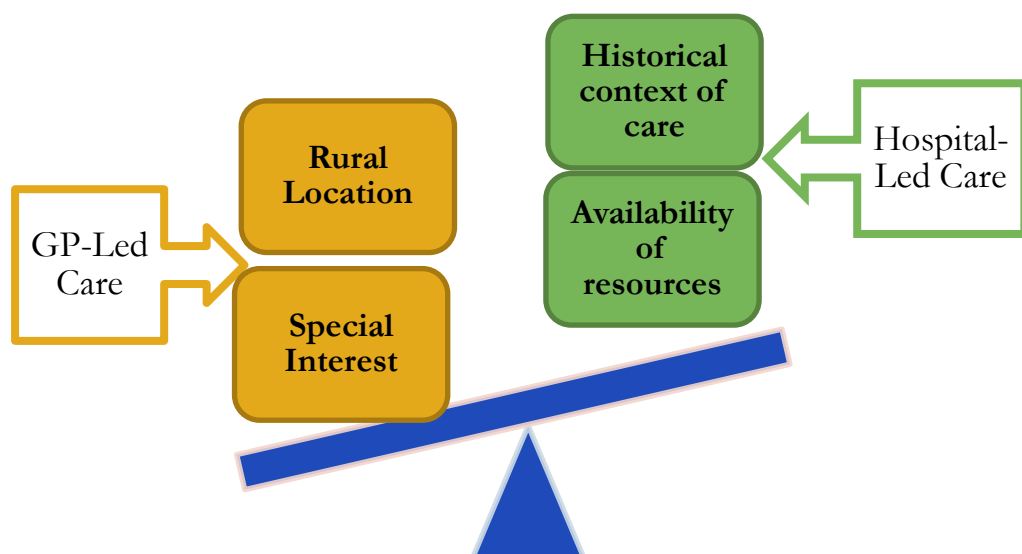 GP-Led
Care
Rural
Location
Special
Interest
Historical
context of
care
Availability
of
resources
Hospital-
Led Care